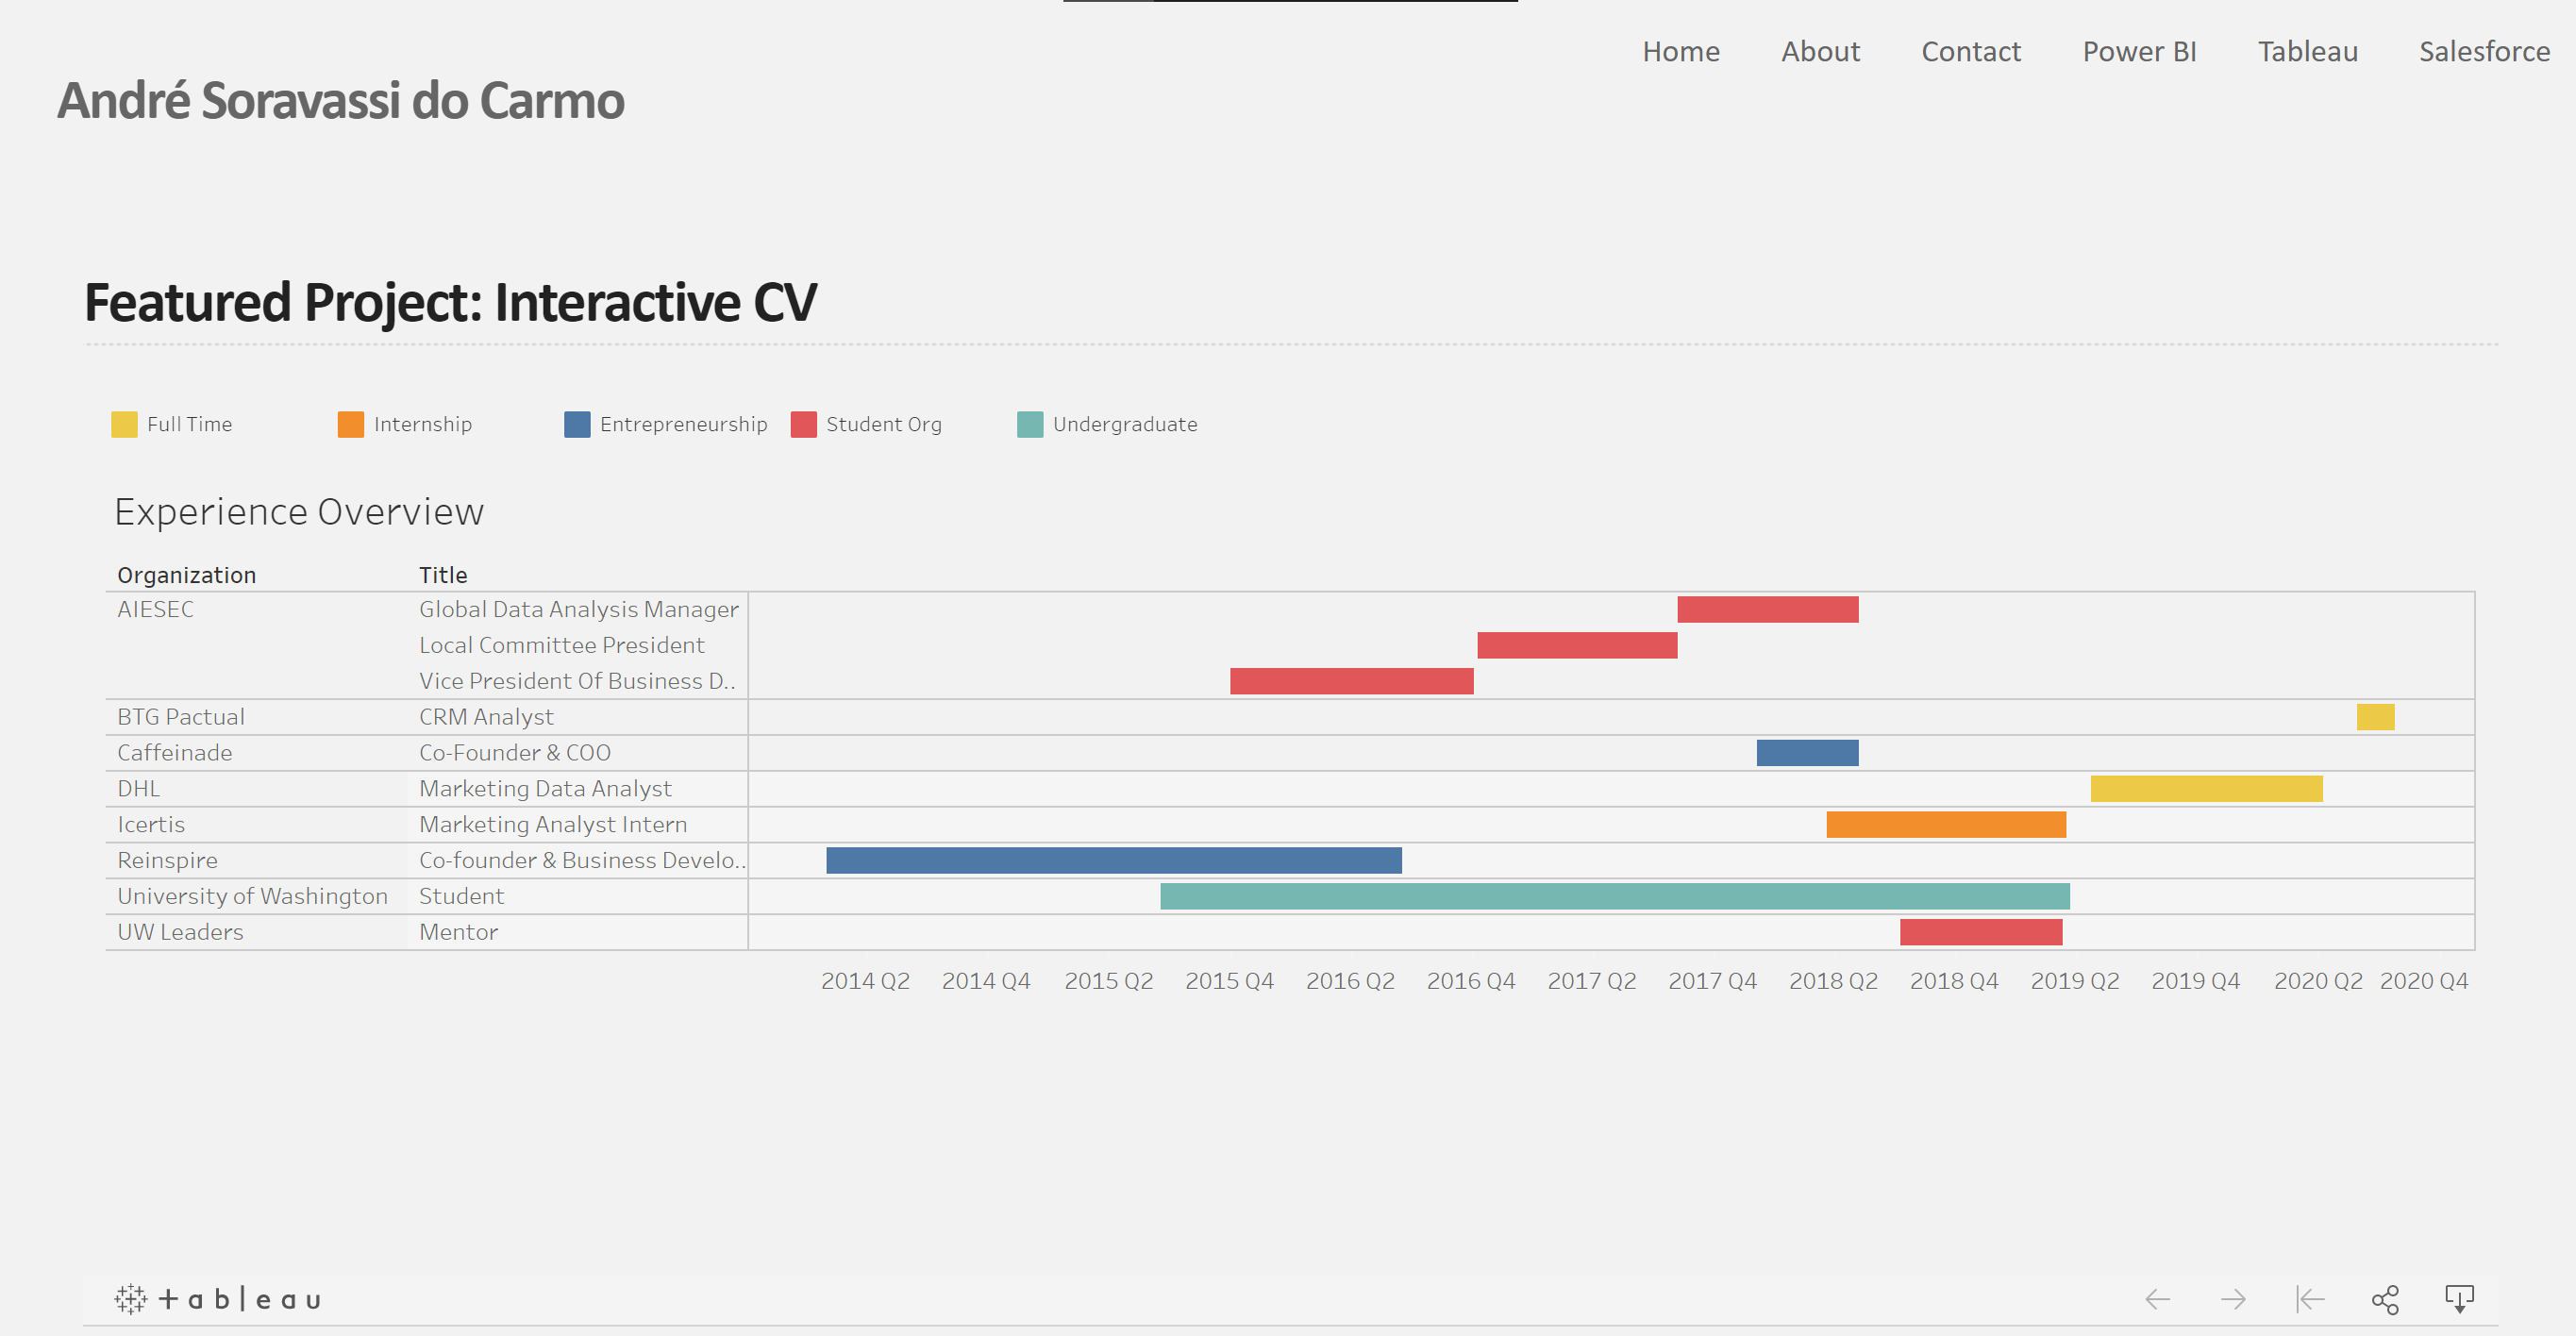 Home About Contact Power BI Tableau Salesforce
André Soravassi do Carmo
Featured Project: Interactive CV
Full Time Internship Entrepreneurship Student Org Undergraduate
Experience Overview
Organization Title
AIESEC Global Data Analysis Manager
Local Committee President
Vice President Of Business D..
BTG Pactual CRM Analyst
Caffeinade Co-Founder & COO
DHL Marketing Data Analyst
Icertis Marketing Analyst Intern
Reinspire Co-founder & Business Develo..
University of Washington Student
UW Leaders Mentor
2014 Q2 2014 Q4 2015 Q2 2015 Q4 2016 Q2 2016 Q4 2017 Q2 2017 Q4 2018 Q2 2018 Q4 2019 Q2 2019 Q4 2020 Q2 2020 Q4
+ableau